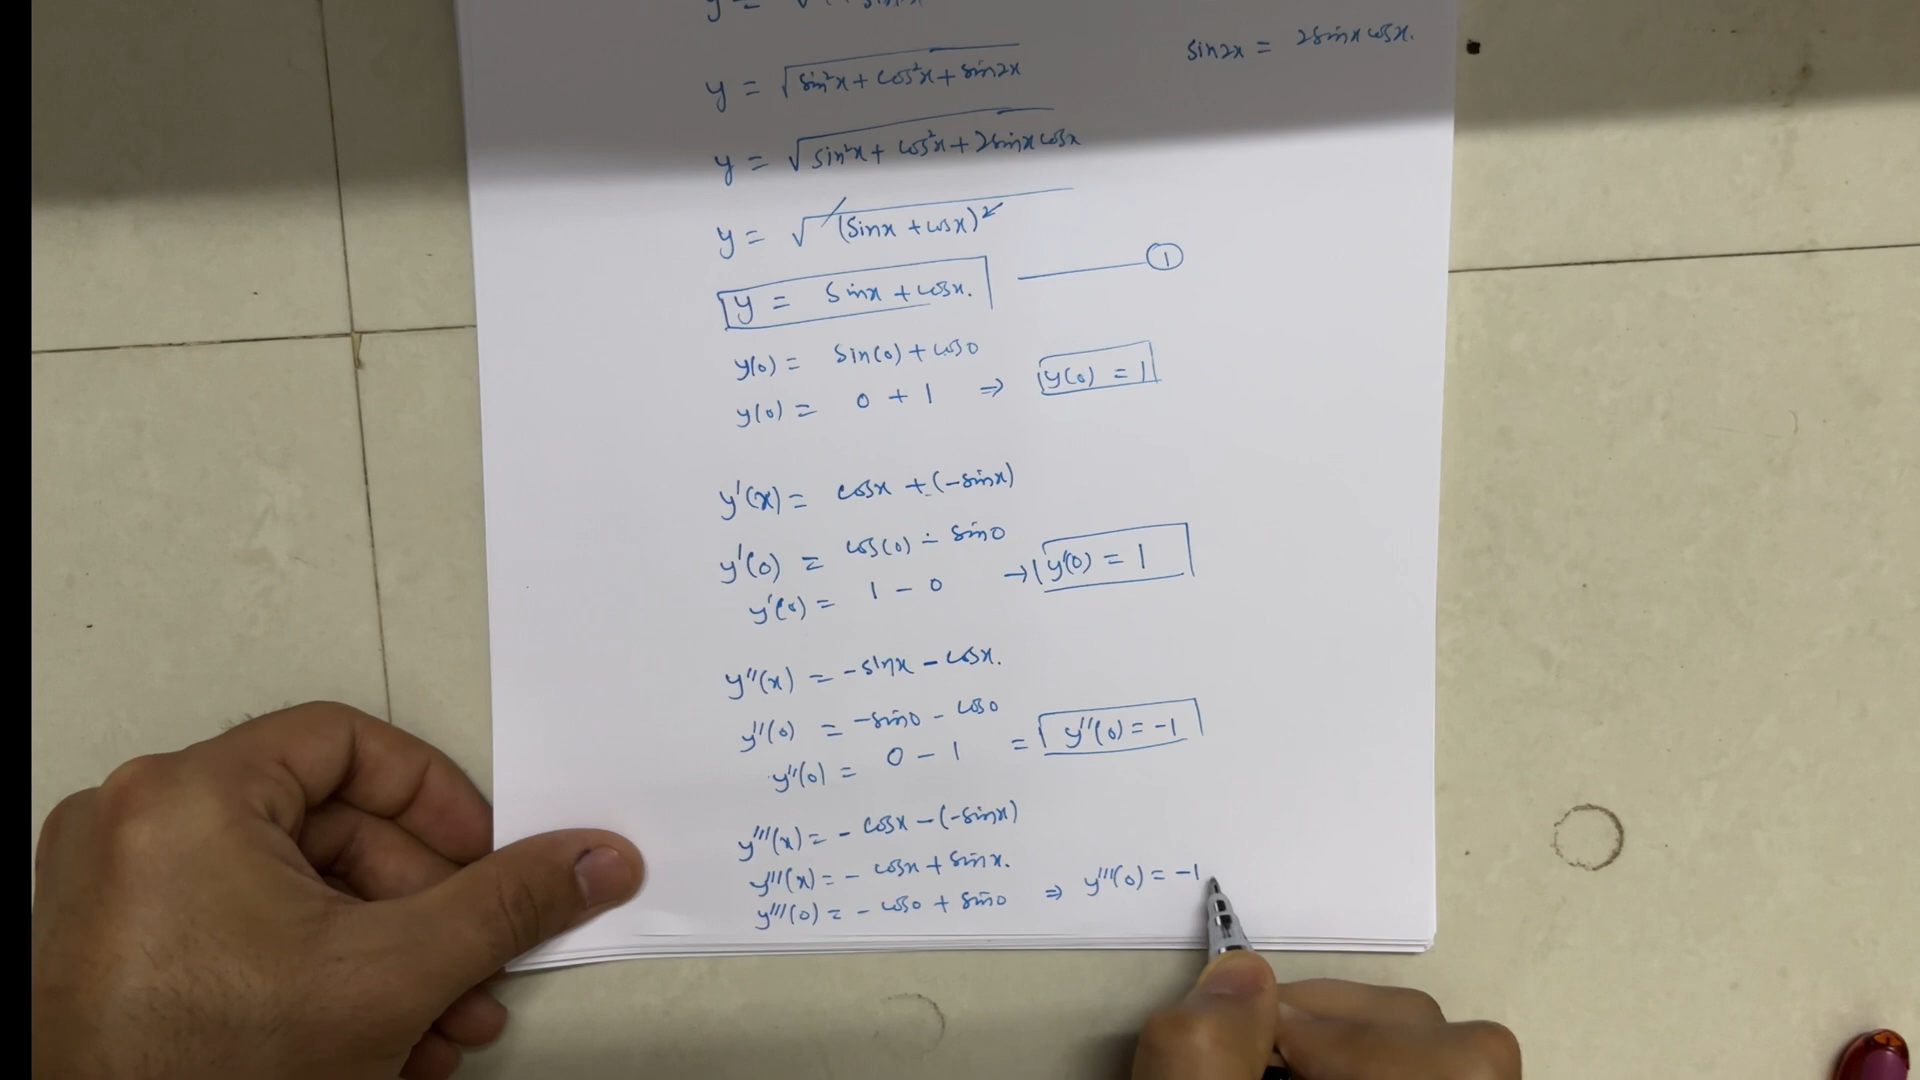 y = √sin²x + cos²x + sin2x
sin2x = 2sinx cosx.
y = √sin²x + cos²x + 2sinx cosx
y = √(sinx + cosx)²
y = sinx + cosx. ① 
y(0) = sin(0) + cos0
y(0) = 0 + 1 ⇒ y(0) = 1
y'(x) = cosx + (-sinx)
y'(0) = cos(0) - sin0
y'(0) = 1 - 0 → y'(0) = 1
y''(x) = -sinx - cosx.
y''(0) = -sin0 - cos0
y''(0) = 0 - 1 = y''(0) = -1
y'''(x) = - cosx - (-sinx)
y'''(x) = - cosx + sinx.
y'''(0) = - cos0 + sin0 ⇒ y'''(0) = -1